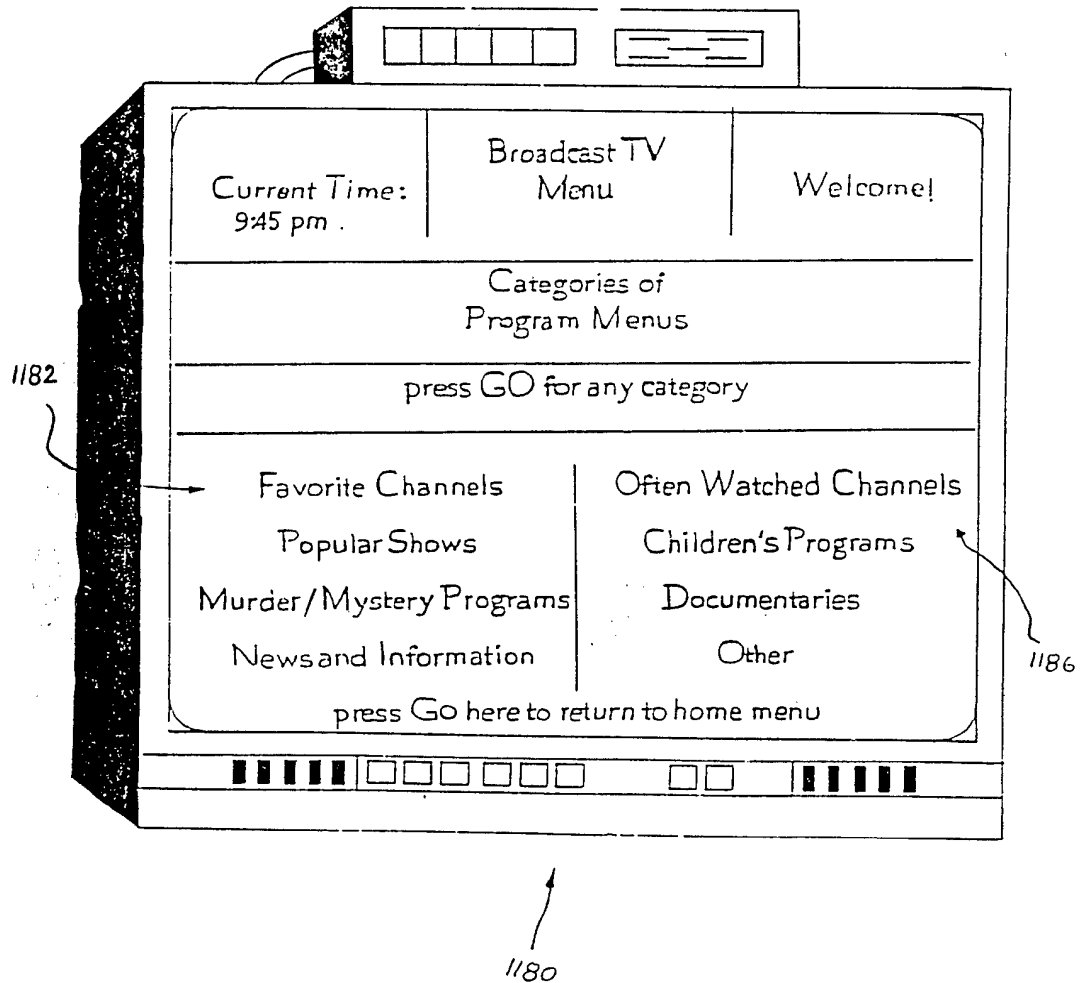 Current Time:
9:45 pm .
Broadcast TV
Menu
Welcome!
Categories of
Program Menus
press GO for any category
1182
Favorite Channels
Popular Shows
Murder/Mystery Programs
News and Information
Often Watched Channels
Children's Programs
Documentaries
Other
1186
press Go here to return to home menu
1180